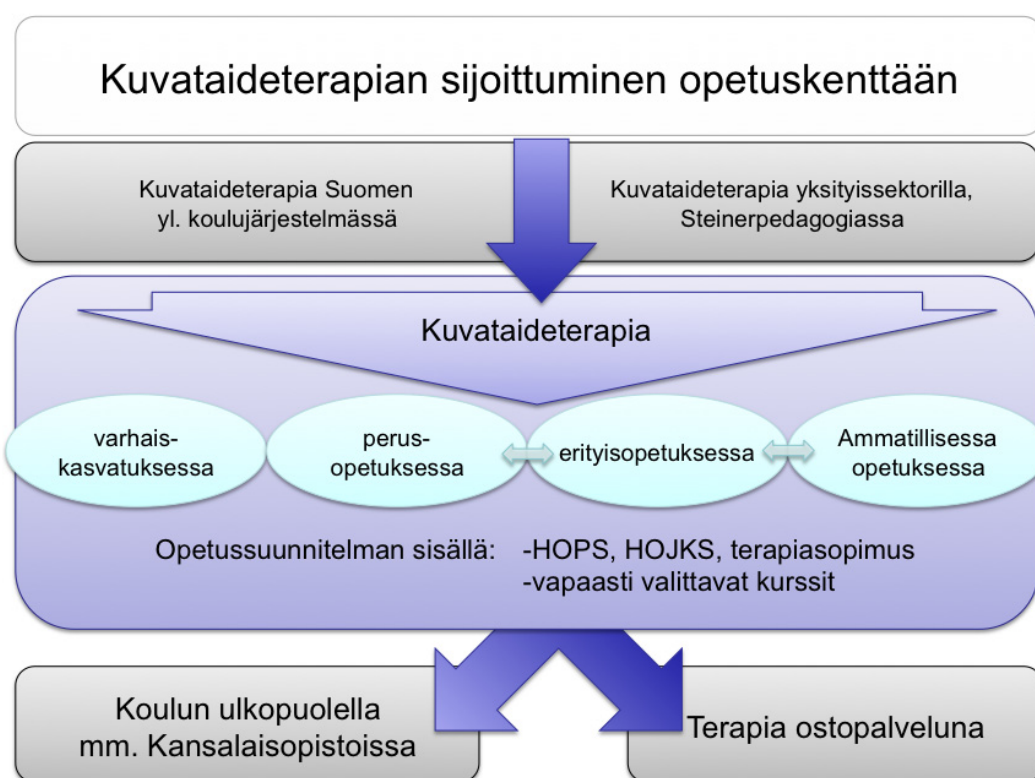 Kuvataideterapian sijoittuminen opetuskenttään
Kuvataideterapia Suomen
yl. koulujärjestelmässä
Kuvataideterapia yksityissektorilla,
Steinerpedagogiassa
Kuvataideterapia
varhais-
kasvatuksessa
perus-
opetuksessa
erityisopetuksessa
Ammatillisessa
opetuksessa
Opetussuunnitelman sisällä: -HOPS, HOJKS, terapiasopimus
-vapaasti valittavat kurssit
Koulun ulkopuolella
mm. Kansalaisopistoissa
Terapia ostopalveluna